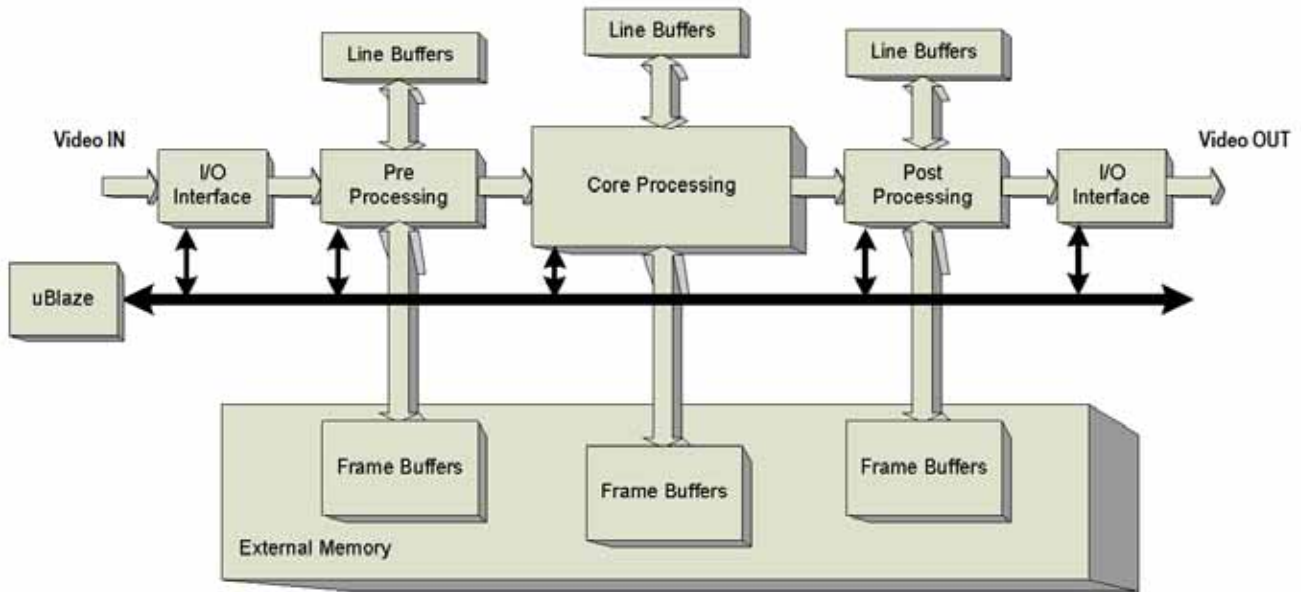 Line Buffers
Line Buffers
Line Buffers
Video IN
Video OUT
I/O
Interface
Pre
Processing
Core Processing
Post
Processing
I/O
Interface
uBlaze
Frame Buffers
Frame Buffers
Frame Buffers
External Memory